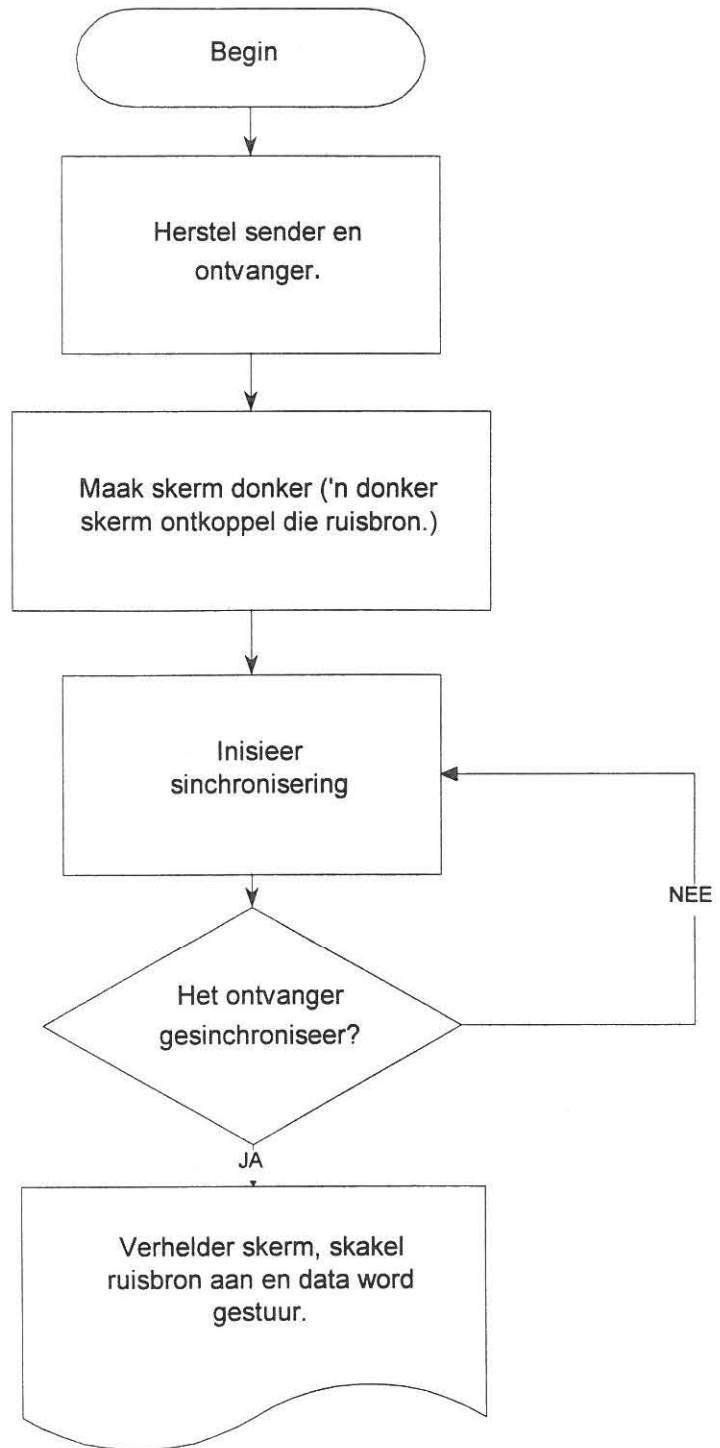 Begin
Herstel sender en
ontvanger.
Maak skerm donker ('n donker
skerm ontkoppel die ruisbron.)
Inisieer
sinchronisering
NEE
Het ontvanger
gesinchroniseer?
JA
Verhelder skerm, skakel
ruisbron aan en data word
gestuur.